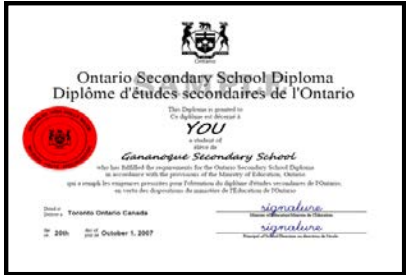 Ontario
SAMPLE
Ontario Secondary School Diploma
Diplôme d'études secondaires de l'Ontario
This Diploma is granted to
Ce diplôme est décerné à
YOU
a student of
élève de
Gananoque Secondary School
who has fulfilled the requirements for the Ontario Secondary School Diploma
in accordance with the provisions of the Ministry of Education, Ontario
qui a rempli les exigences prescrites pour l'obtention du diplôme d'études secondaires de l'Ontario,
en vertu des dispositions du ministère de l'Éducation de l'Ontario
Toronto Ontario Canada
signature
20th
October 1, 2007
signature